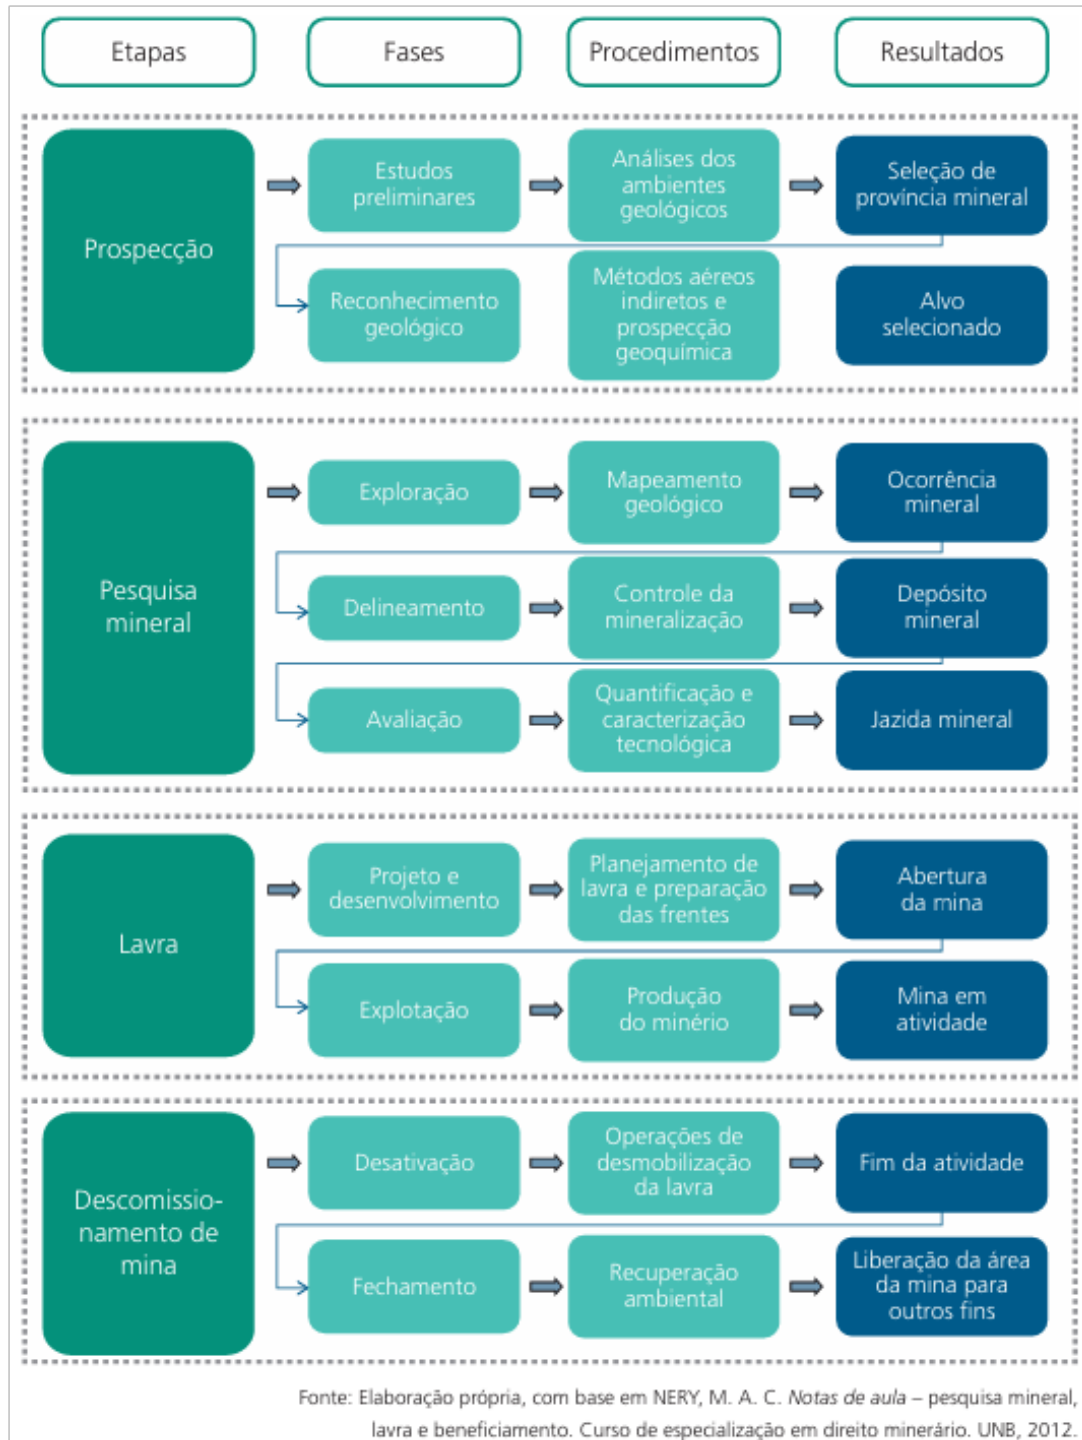 Etapas
Fases
Procedimentos
Resultados
Prospecção
Estudos
preliminares
Análises dos
ambientes
geológicos
Seleção de
província mineral
Reconhecimento
geológico
Métodos aéreos
indiretos e
prospecção
geoquímica
Alvo
selecionado
Pesquisa
mineral
Exploração
Mapeamento
geológico
Ocorrência
mineral
Delineamento
Controle da
mineralização
Depósito
mineral
Avaliação
Quantificação e
caracterização
tecnológica
Jazida mineral
Lavra
Projeto e
desenvolvimento
Planejamento de
lavra e preparação
das frentes
Abertura
da mina
Explotação
Produção
do minério
Mina em
atividade
Descomissio-
namento de
mina
Desativação
Operações de
desmobilização
da lavra
Fim da atividade
Fechamento
Recuperação
ambiental
Liberação da área
da mina para
outros fins
Fonte: Elaboração própria, com base em NERY, M. A. C. Notas de aula – pesquisa mineral,
lavra e beneficiamento. Curso de especialização em direito minerário. UNB, 2012.